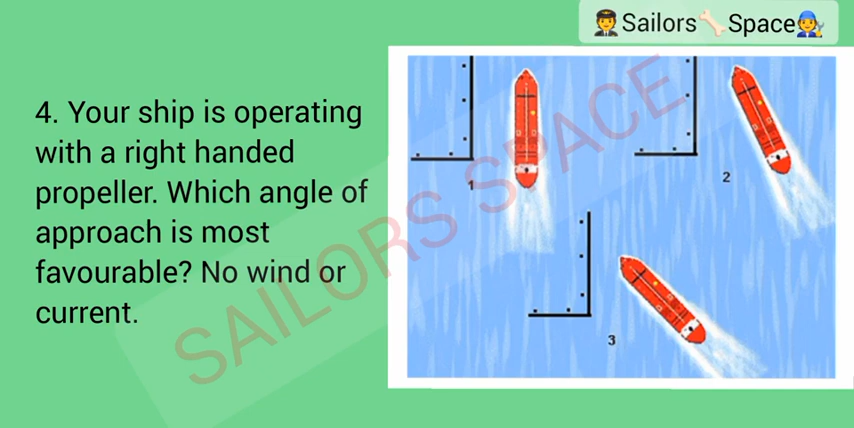 Sailors Space
4. Your ship is operating
with a right handed
propeller. Which angle of
approach is most
favourable? No wind or
current.
1
2
3
SAILORS SPACE